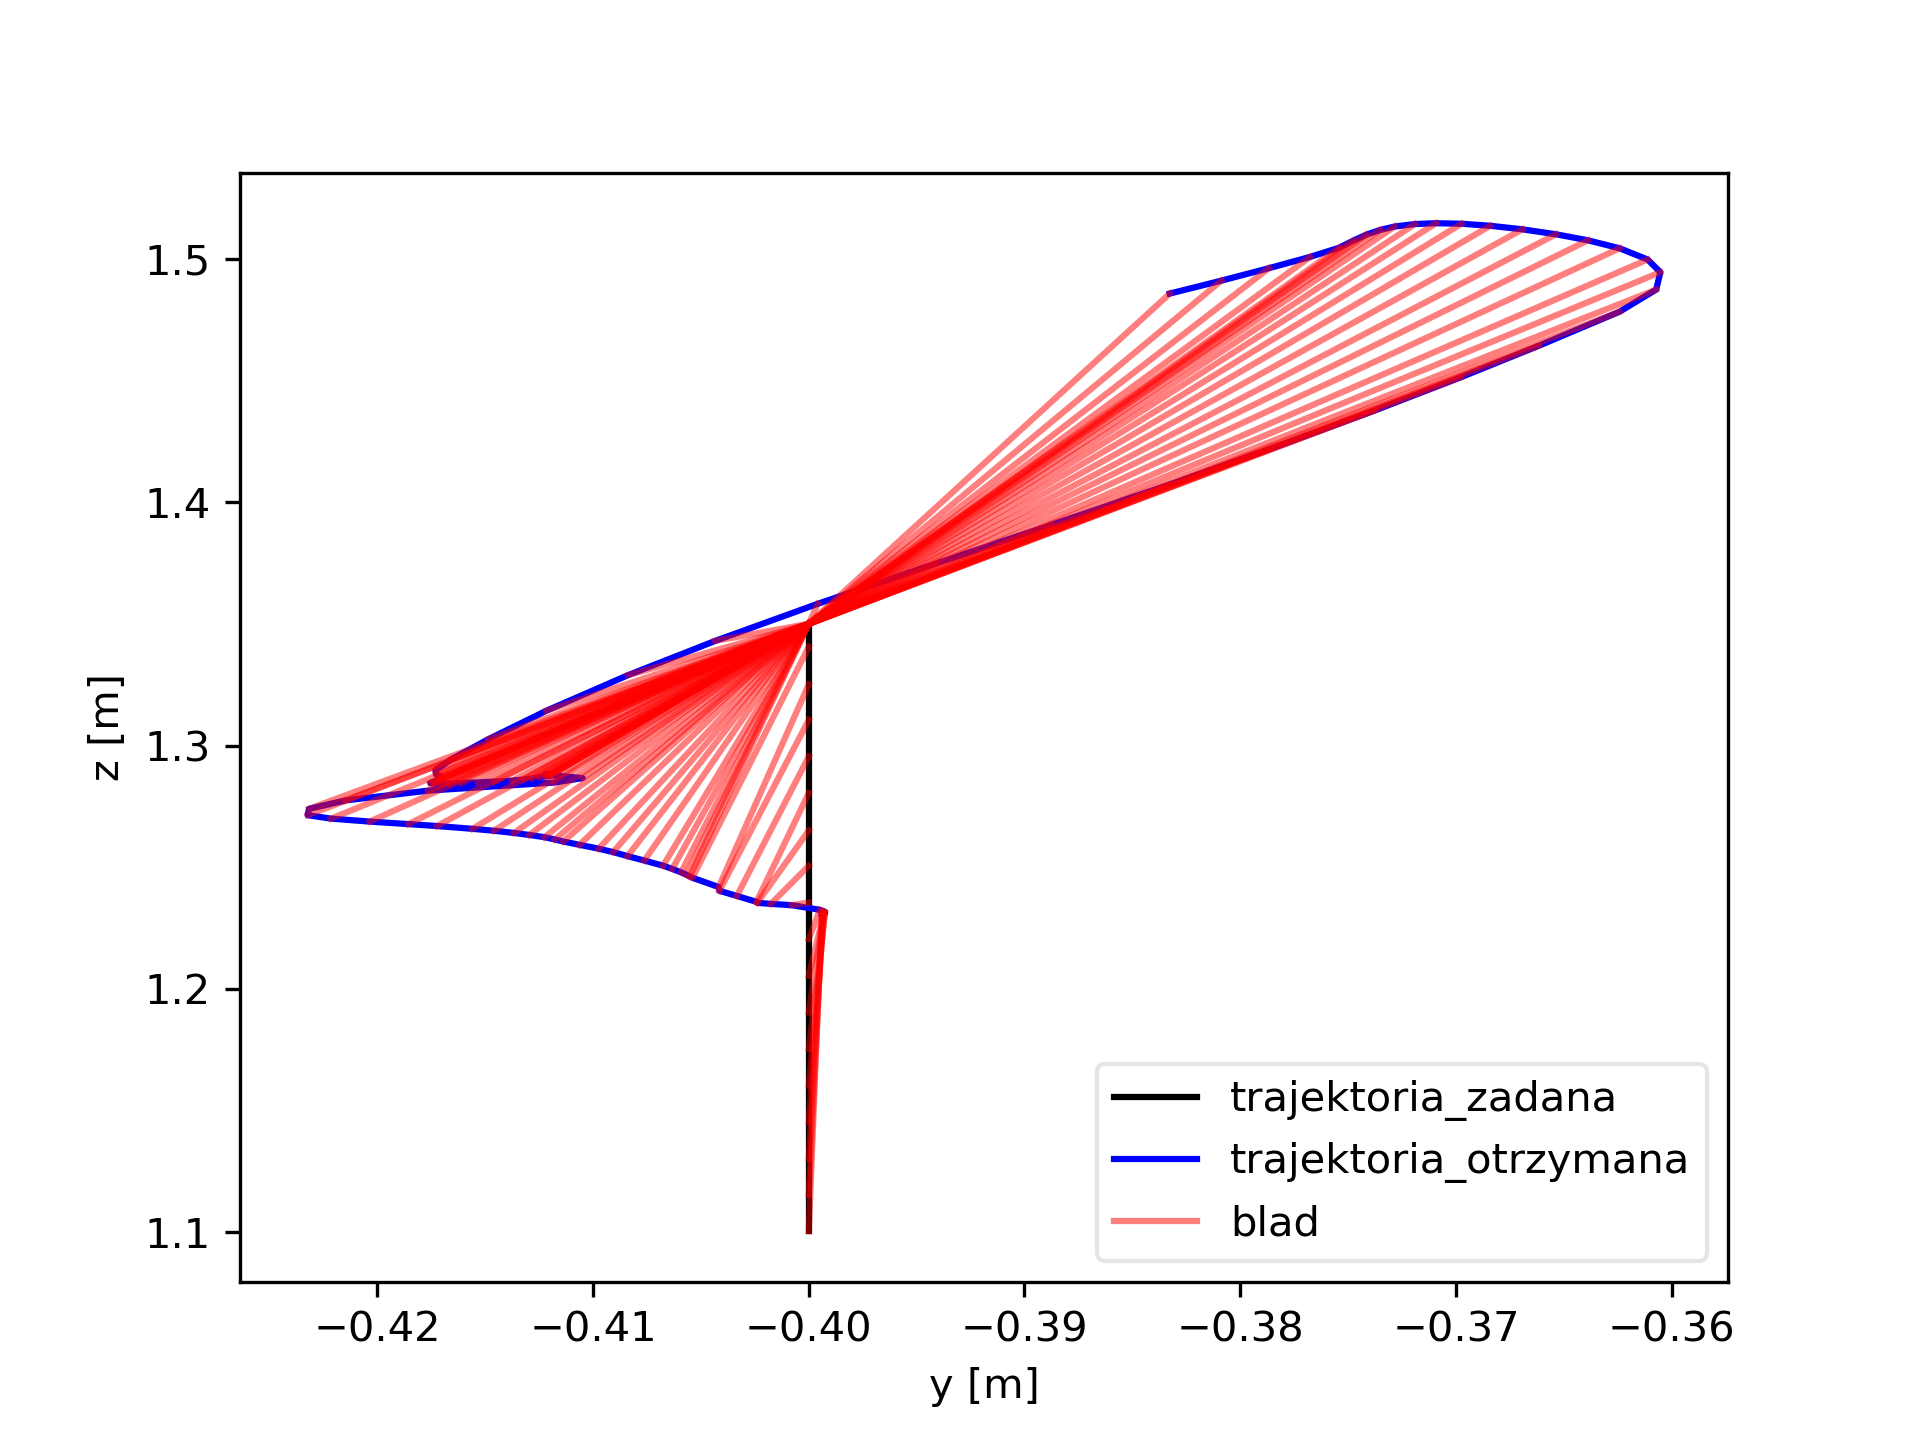 1.5
1.4
1.3
1.2
1.1
z [m]
−0.42 −0.41 −0.40 −0.39 −0.38 −0.37 −0.36
y [m]
trajektoria_zadana
trajektoria_otrzymana
blad